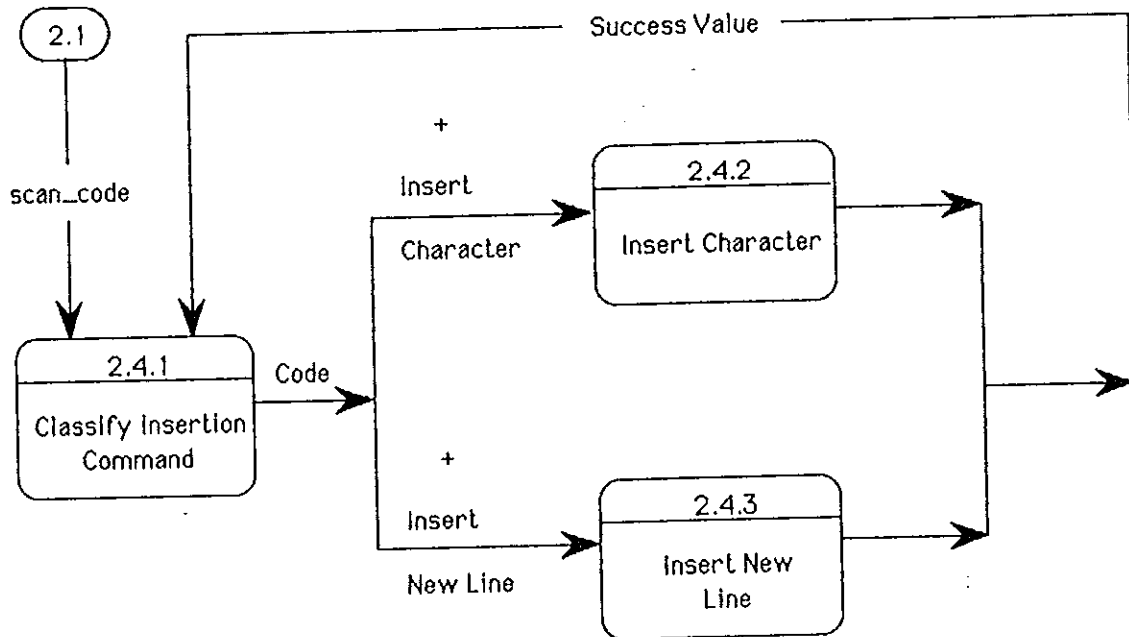 2.1
Success Value
scan_code
+
Insert
Character
2.4.2
Insert Character
2.4.1
Classify Insertion
Command
Code
+
Insert
New Line
2.4.3
Insert New
Line